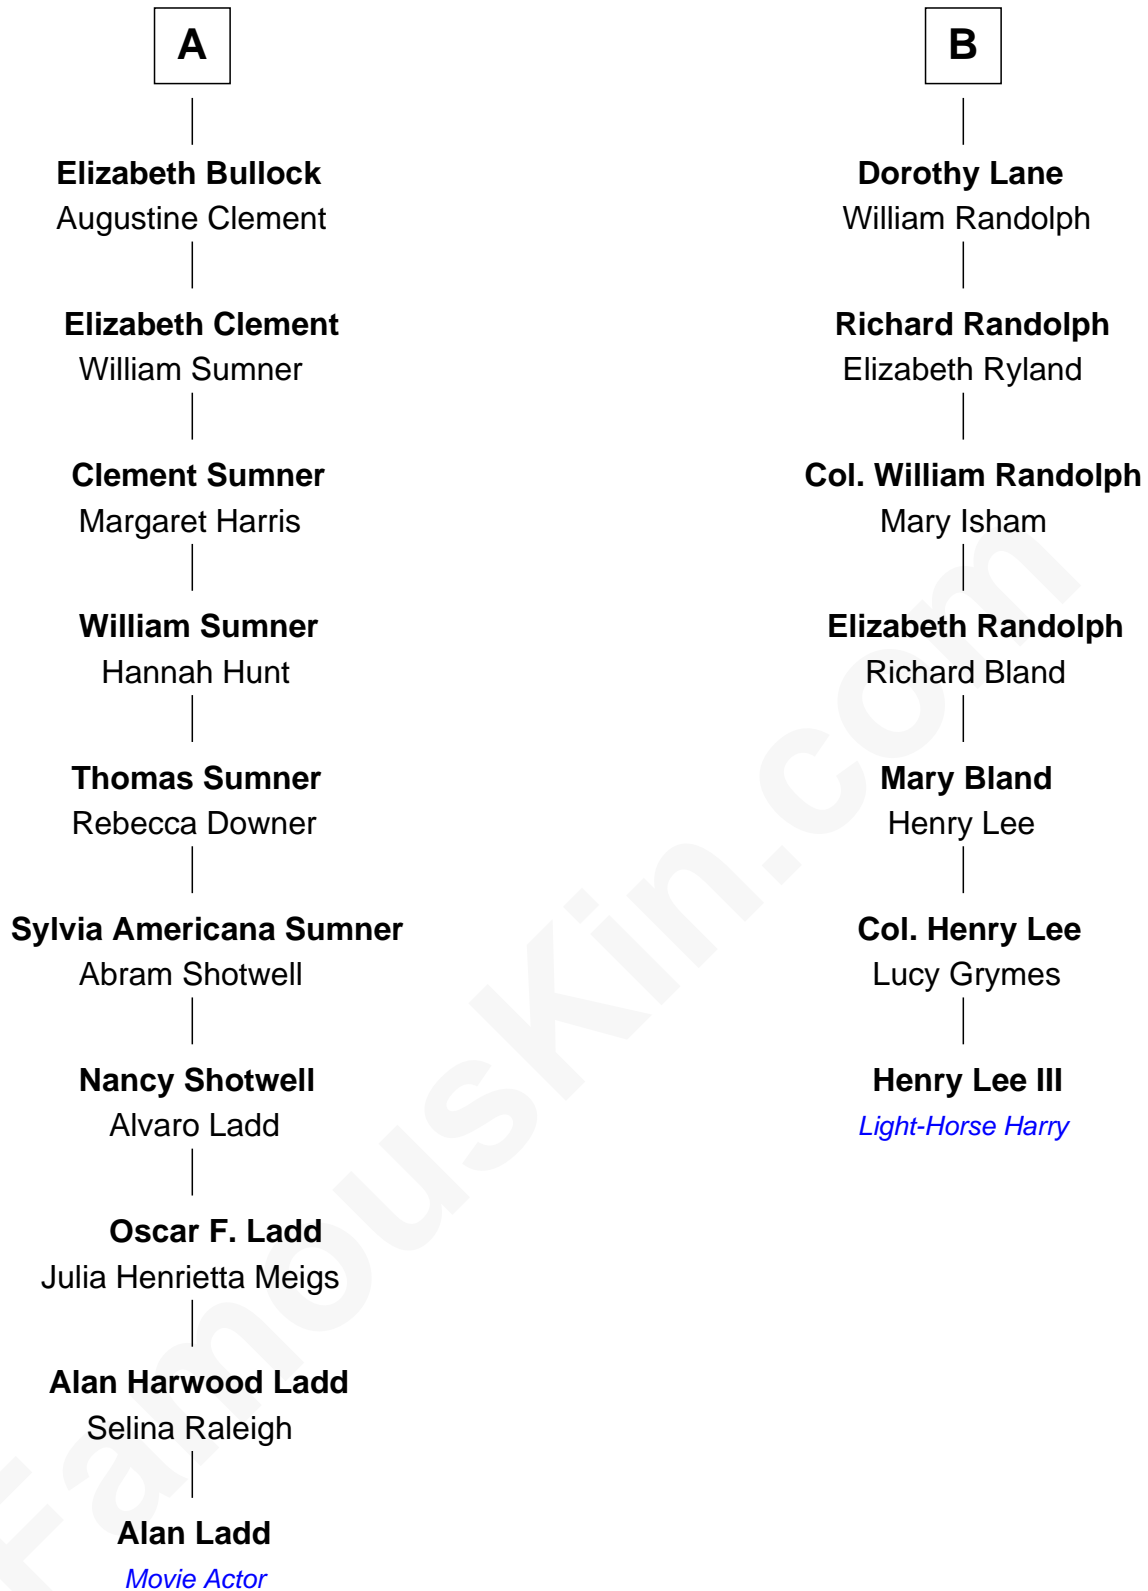 A
Elizabeth Bullock
Augustine Clement
Elizabeth Clement
William Sumner
Clement Sumner
Margaret Harris
William Sumner
Hannah Hunt
Thomas Sumner
Rebecca Downer
Sylvia Americana Sumner
Abram Shotwell
Nancy Shotwell
Alvaro Ladd
Oscar F. Ladd
Julia Henrietta Meigs
Alan Harwood Ladd
Selina Raleigh
Alan Ladd
Movie Actor
B
Dorothy Lane
William Randolph
Richard Randolph
Elizabeth Ryland
Col. William Randolph
Mary Isham
Elizabeth Randolph
Richard Bland
Mary Bland
Henry Lee
Col. Henry Lee
Lucy Grymes
Henry Lee III
Light-Horse Harry
FamousKin.com